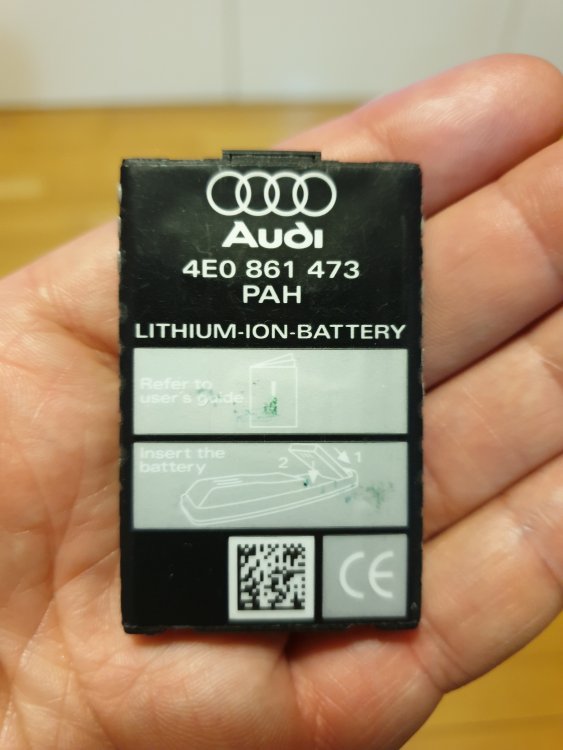 Audi
4E0 861 473
PAH
LITHIUM-ION-BATTERY
Refer to
user's guide
Insert the
battery
2
1
CE